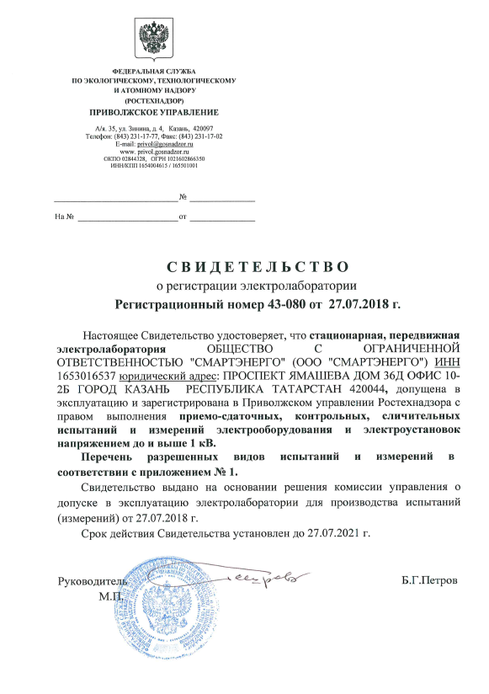 ФЕДЕРАЛЬНАЯ СЛУЖБА
ПО ЭКОЛОГИЧЕСКОМУ, ТЕХНОЛОГИЧЕСКОМУ
И АТОМНОМУ НАДЗОРУ
(РОСТЕХНАДЗОР)
ПРИВОЛЖСКОЕ УПРАВЛЕНИЕ
А/я. 35, ул. Зинина, д. 4, Казань, 420097
Телефон: (843) 231-17-77, Факс: (843) 231-17-02
E-mail: privol@gosnadzor.ru
www. privol.gosnadzor.ru
ОКПО 02844328, ОГРН 1021602866350
ИНН/КПП 1654004615 / 165501001
№
На № от
СВИДЕТЕЛЬСТВО
о регистрации электролаборатории
Регистрационный номер 43-080 от 27.07.2018 г.
Настоящее Свидетельство удостоверяет, что стационарная, передвижная
электролаборатория ОБЩЕСТВО С ОГРАНИЧЕННОЙ
ОТВЕТСТВЕННОСТЬЮ "СМАРТЭНЕРГО" (ООО "СМАРТЭНЕРГО") ИНН
1653016537 юридический адрес: ПРОСПЕКТ ЯМАШЕВА ДОМ 36Д ОФИС 10-
2Б ГОРОД КАЗАНЬ РЕСПУБЛИКА ТАТАРСТАН 420044, допущена в
эксплуатацию и зарегистрирована в Приволжском управлении Ростехнадзора с
правом выполнения приемо-сдаточных, контрольных, сличительных
испытаний и измерений электрооборудования и электроустановок
напряжением до и выше 1 кВ.
Перечень разрешенных видов испытаний и измерений в
соответствии с приложением № 1.
Свидетельство выдано на основании решения комиссии управления о
допуске в эксплуатацию электролаборатории для производства испытаний
(измерений) от 27.07.2018 г.
Срок действия Свидетельства установлен до 27.07.2021 г.
Руководитель Б.Г.Петров
М.П.